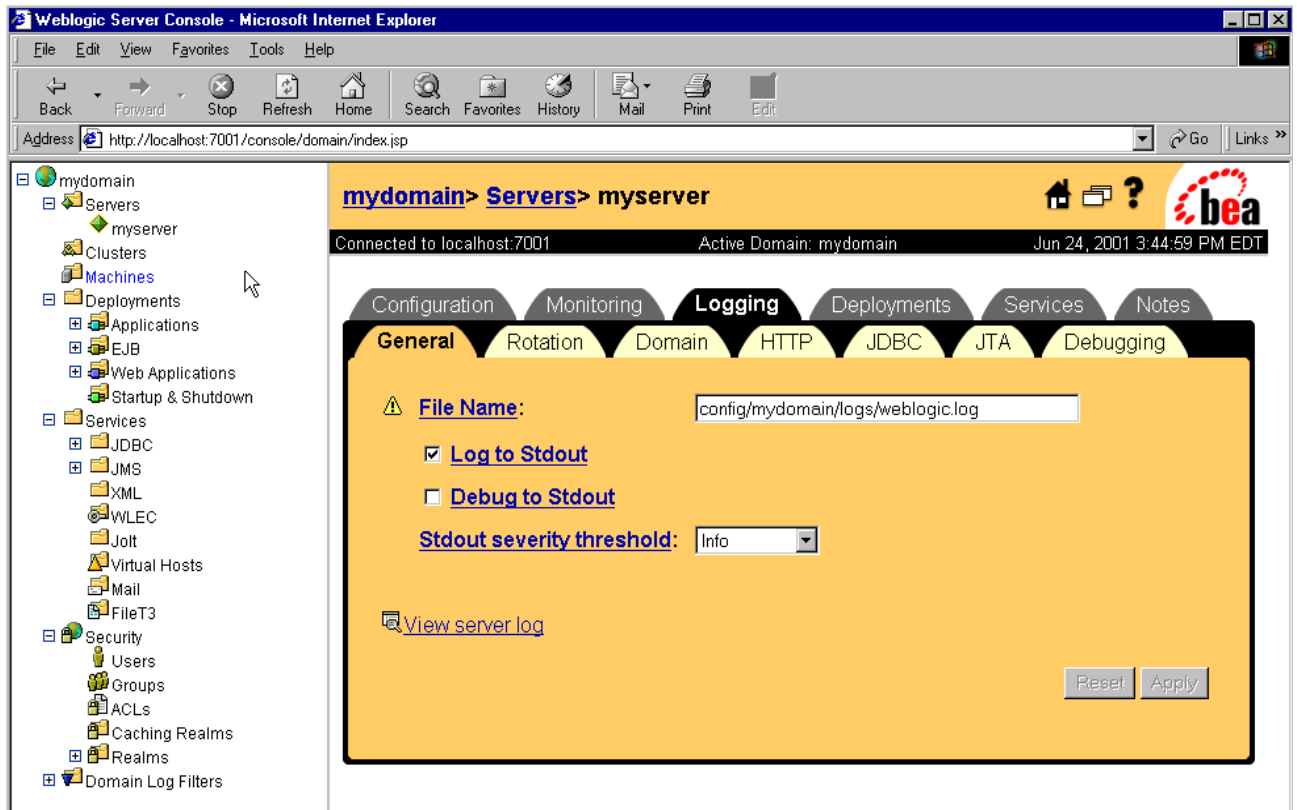 Weblogic Server Console - Microsoft Internet Explorer
File Edit View Favorites Tools Help
Back Forward Stop Refresh Home Search Favorites History Mail Print Edit
Address http://localhost:7001/console/domain/index.jsp Go Links »
mydomain
Servers
myserver
Clusters
Machines
Deployments
Applications
EJB
Web Applications
Startup & Shutdown
Services
JDBC
JMS
XML
WLEC
Jolt
Virtual Hosts
Mail
FileT3
Security
Users
Groups
ACLs
Caching Realms
Realms
Domain Log Filters
mydomain> Servers> myserver
? bea
Connected to localhost:7001 Active Domain: mydomain Jun 24, 2001 3:44:59 PM EDT
Configuration Monitoring Logging Deployments Services Notes
General Rotation Domain HTTP JDBC JTA Debugging
File Name: config/mydomain/logs/weblogic.log
Log to Stdout
Debug to Stdout
Stdout severity threshold: Info
View server log
Reset Apply